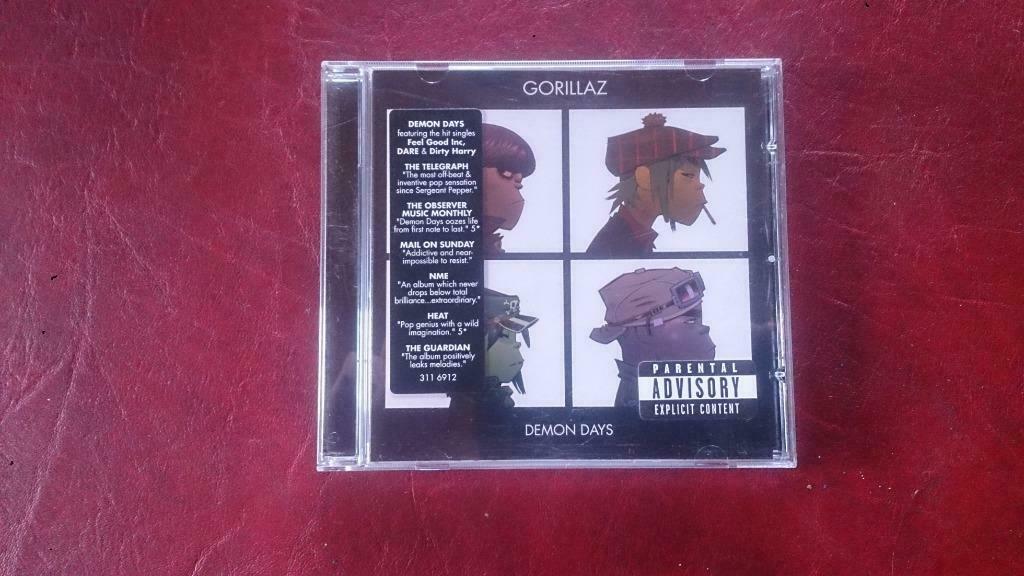 GORILLAZ
DEMON DAYS
featuring the hit singles
Feel Good Inc,
DARE & Dirty Harry
THE TELEGRAPH
"The most off-beat &
inventive pop sensation
since Sergeant Pepper."
THE OBSERVER
MUSIC MONTHLY
"Demon Days oozes life
from first note to last." 5*
MAIL ON SUNDAY
"Addictive and near-
impossible to resist."
NME
"An album which never
drops below total
brilliance...extraordinary."
HEAT
"Pop genius with a wild
imagination." 5*
THE GUARDIAN
"The album positively
leaks melodies."
311 6912
PARENTAL
ADVISORY
EXPLICIT CONTENT
DEMON DAYS